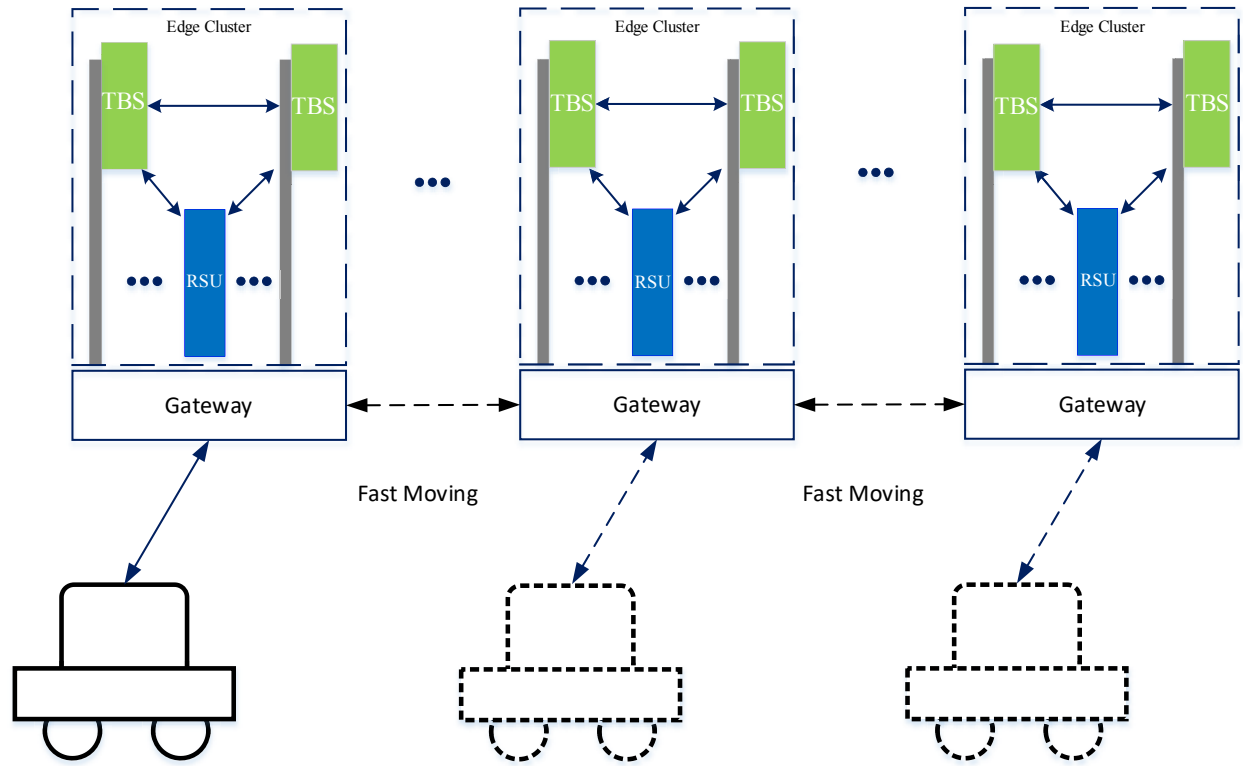 Edge Cluster
Edge Cluster
Edge Cluster
TBS
TBS
TBS
TBS
TBS
TBS
RSU
RSU
RSU
Gateway
Gateway
Gateway
Fast Moving
Fast Moving